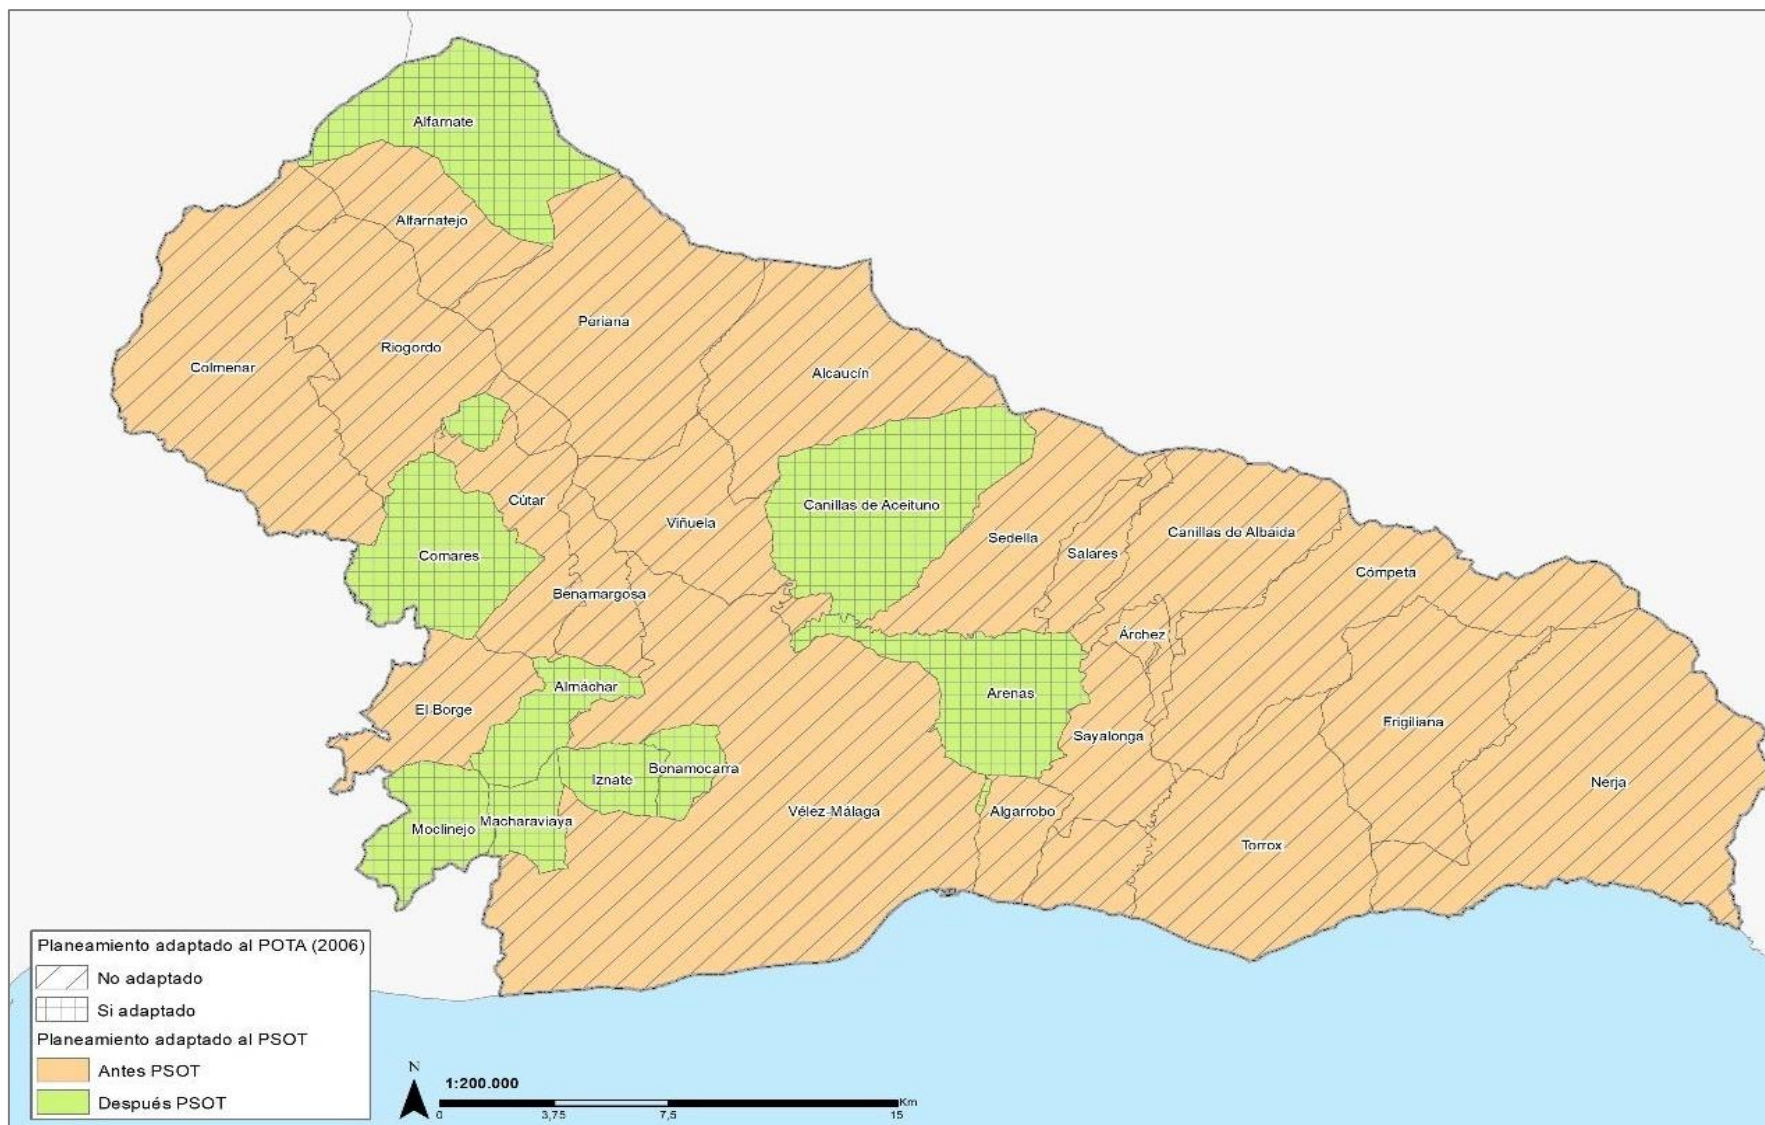 Alfarnate
Alfarnatejo
Periana
Riogordo
Colmenar
Alcaucín
Cútar
Canillas de Aceituno
Viñuela
Canillas de Albaida
Sedella
Salares
Comares
Cómpeta
Benamargosa
Árchez
Almáchar
Arenas
El Borge
Frigiliana
Sayalonga
Benamocarra
Iznate
Nerja
Vélez-Málaga
Algarrobo
Macharaviaya
Moclinejo
Torrox
Planeamiento adaptado al POTA (2006)
No adaptado
Si adaptado
Planeamiento adaptado al PSOT
Antes PSOT
Después PSOT
N
1:200.000
Km
0 3,75 7,5 15